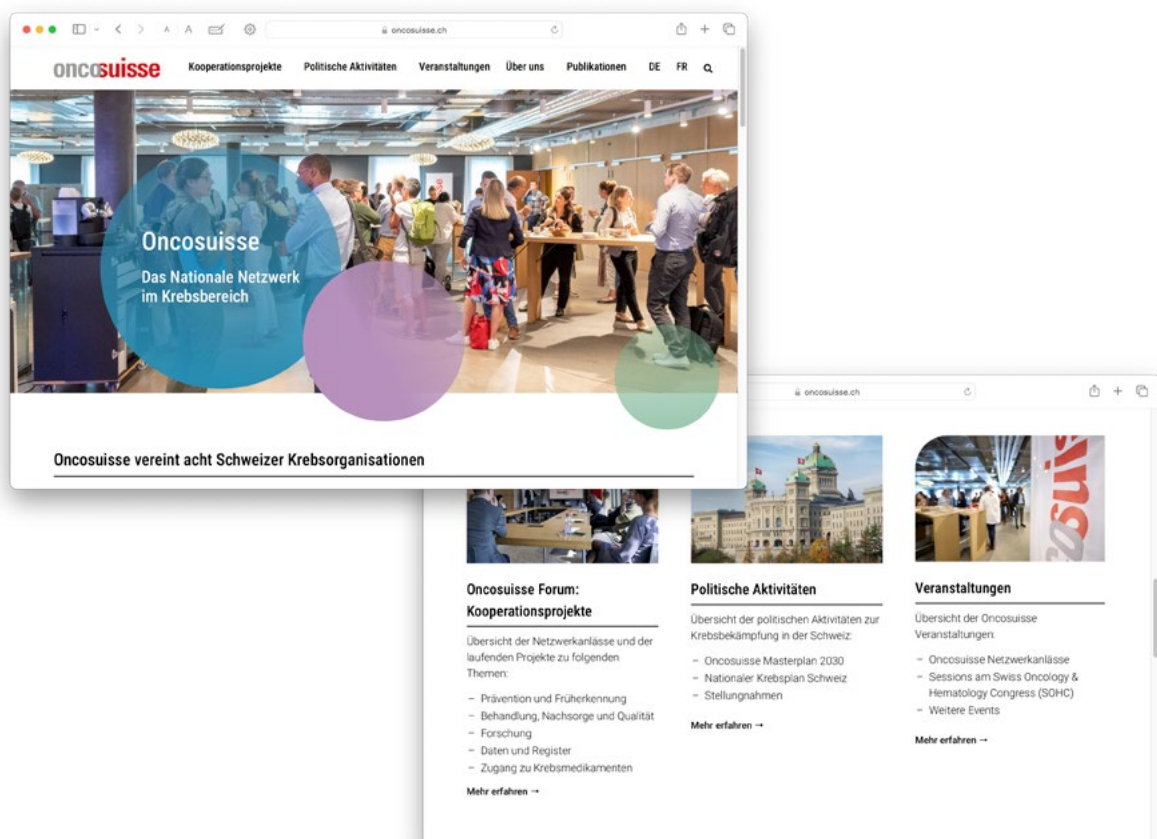 oncosuisse.ch
oncosuisse
Kooperationsprojekte Politische Aktivitäten Veranstaltungen Über uns Publikationen DE FR
Oncosuisse
Das Nationale Netzwerk
im Krebsbereich
Oncosuisse vereint acht Schweizer Krebsorganisationen
oncosuisse.ch
Oncosuisse Forum:
Kooperationsprojekte
Übersicht der Netzwerkanlässe und der
laufenden Projekte zu folgenden
Themen:
– Prävention und Früherkennung
– Behandlung, Nachsorge und Qualität
– Forschung
– Daten und Register
– Zugang zu Krebsmedikamenten
Mehr erfahren →
Politische Aktivitäten
Übersicht der politischen Aktivitäten zur
Krebsbekämpfung in der Schweiz:
– Oncosuisse Masterplan 2030
– Nationaler Krebsplan Schweiz
– Stellungnahmen
Mehr erfahren →
Veranstaltungen
Übersicht der Oncosuisse
Veranstaltungen:
– Oncosuisse Netzwerkanlässe
– Sessions am Swiss Oncology &
Hematology Congress (SOHC)
– Weitere Events
Mehr erfahren →